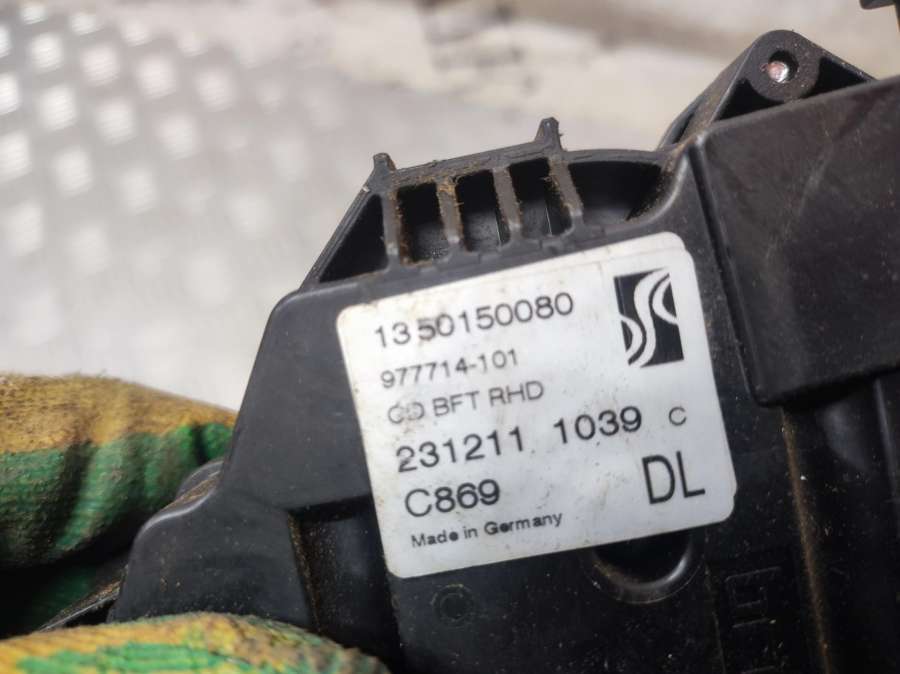 1350150080
977714-101
CD BFT RHD
231211 1039 C
C869
DL
Made in Germany